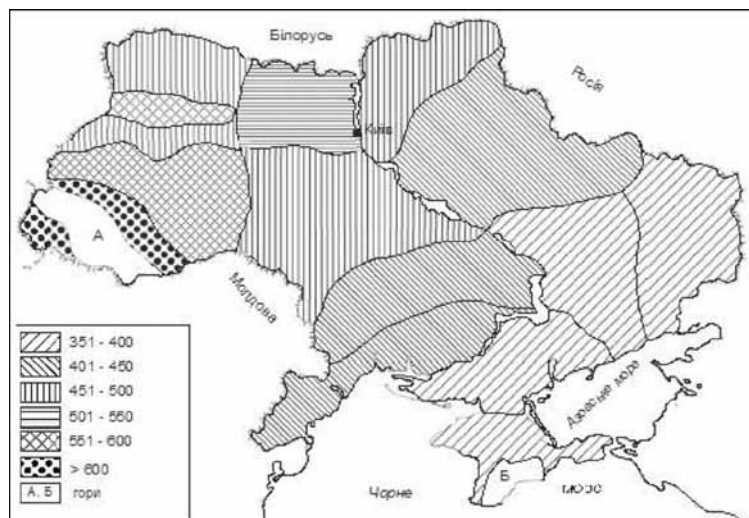 Білорусь
Росія
Київ
А
Молдова
351 - 400
401 - 450
451 - 500
501 - 550
551 - 600
> 600
А, Б гори
Азовське море
Б
Чорне море